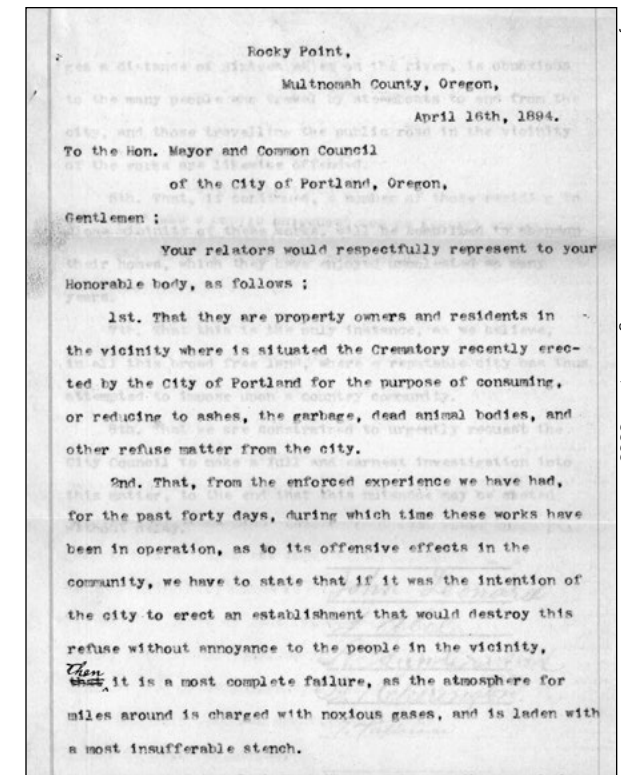 Rocky Point,
Multnomah County, Oregon,
April 16th, 1894.
To the Hon. Mayor and Common Council
of the City of Portland, Oregon,
Gentlemen ;
Your relators would respectfully represent to your
Honorable body, as follows ;
1st. That they are property owners and residents in
the vicinity where is situated the Crematory recently erec-
ted by the City of Portland for the purpose of consuming,
or reducing to ashes, the garbage, dead animal bodies, and
other refuse matter from the city.
2nd. That, from the enforced experience we have had,
for the past forty days, during which time these works have
been in operation, as to its offensive effects in the
community, we have to state that if it was the intention of
the city to erect an establishment that would destroy this
refuse without annoyance to the people in the vicinity,
then
that, it is a most complete failure, as the atmosphere for
miles around is charged with noxious gases, and is laden with
a most insufferable stench.